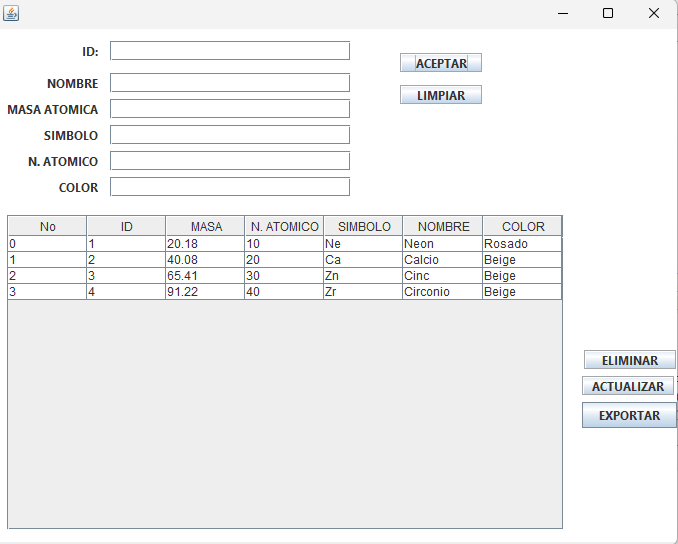 ID:
ACEPTAR
NOMBRE
LIMPIAR
MASA ATOMICA
SIMBOLO
N. ATOMICO
COLOR
No ID MASA N. ATOMICO SIMBOLO NOMBRE COLOR
0 1 20.18 10 Ne Neon Rosado
1 2 40.08 20 Ca Calcio Beige
2 3 65.41 30 Zn Cinc Beige
3 4 91.22 40 Zr Circonio Beige
ELIMINAR
ACTUALIZAR
EXPORTAR